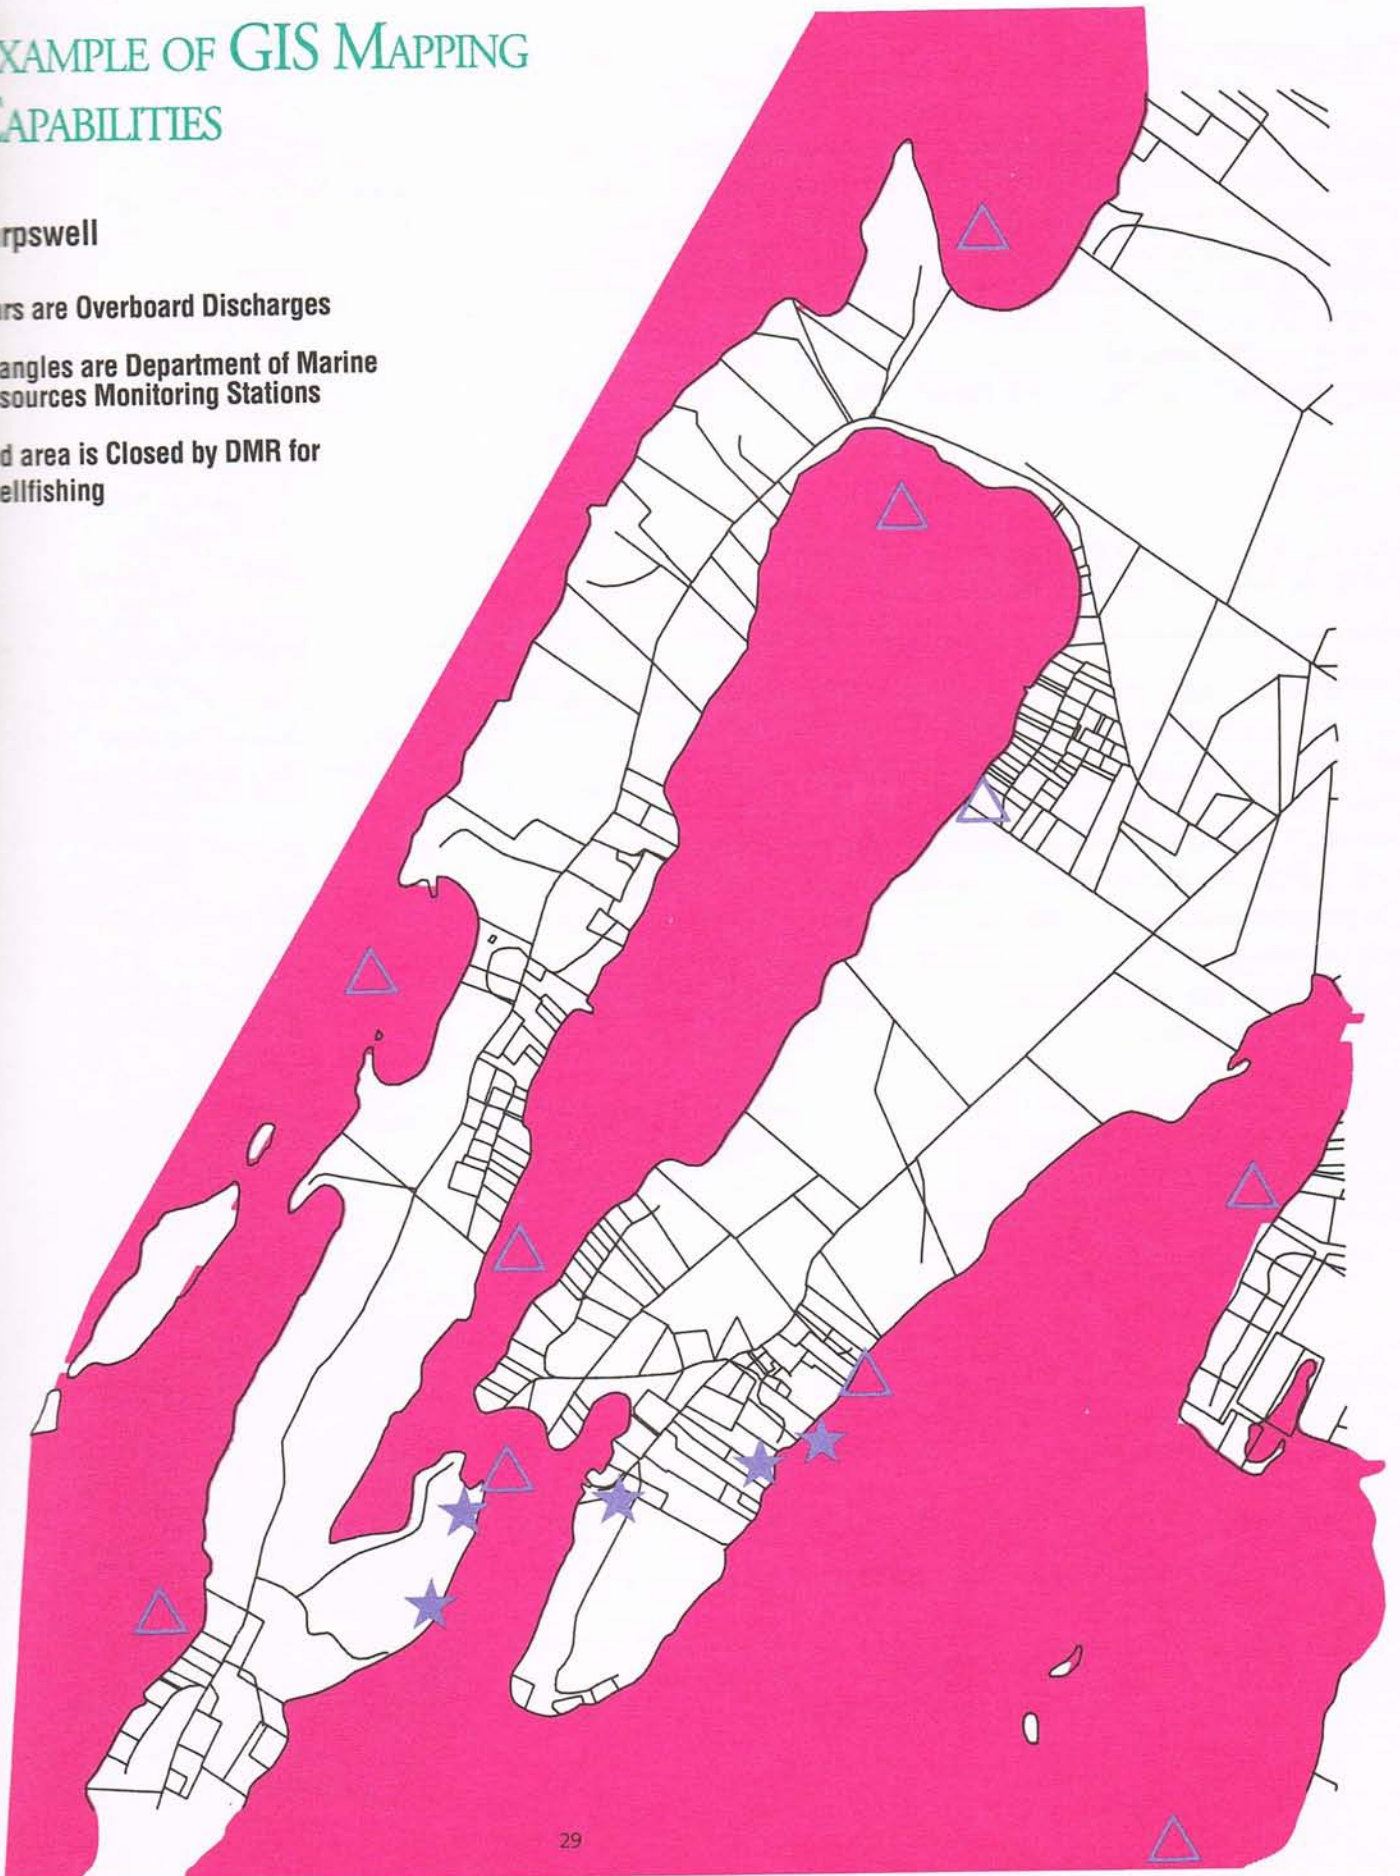 XAMPLE OF GIS MAPPING
APABILITIES
rpswell
rs are Overboard Discharges
angles are Department of Marine
sources Monitoring Stations
d area is Closed by DMR for
ellfishing
29